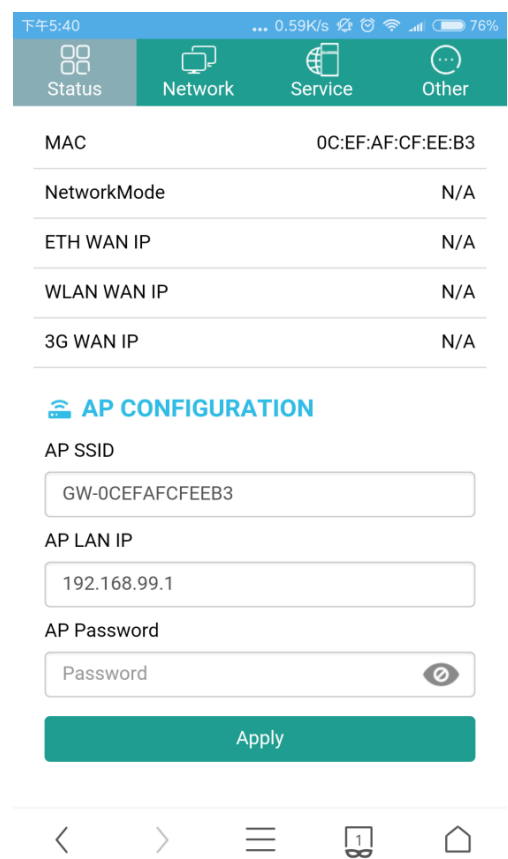 下午5:40 ... 0.59K/s 76%
Status Network Service Other
MAC 0C:EF:AF:CF:EE:B3
NetworkMode N/A
ETH WAN IP N/A
WLAN WAN IP N/A
3G WAN IP N/A
AP CONFIGURATION
AP SSID
GW-0CEFAFCFEEB3
AP LAN IP
192.168.99.1
AP Password
Password
Apply
1